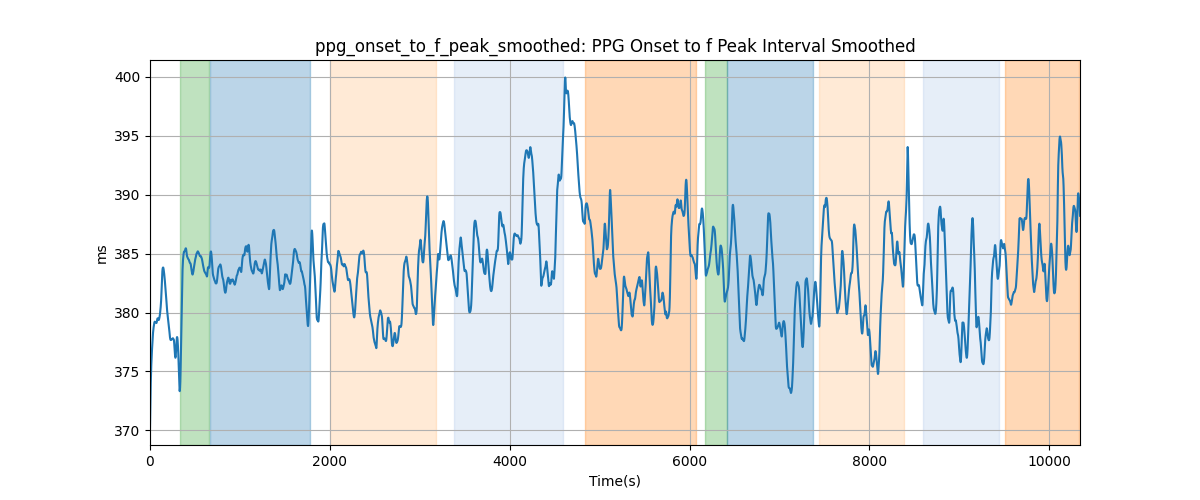 ppg_onset_to_f_peak_smoothed: PPG Onset to f Peak Interval Smoothed
400
395
390
385
380
375
370
ms
0 2000 4000 6000 8000 10000
Time(s)